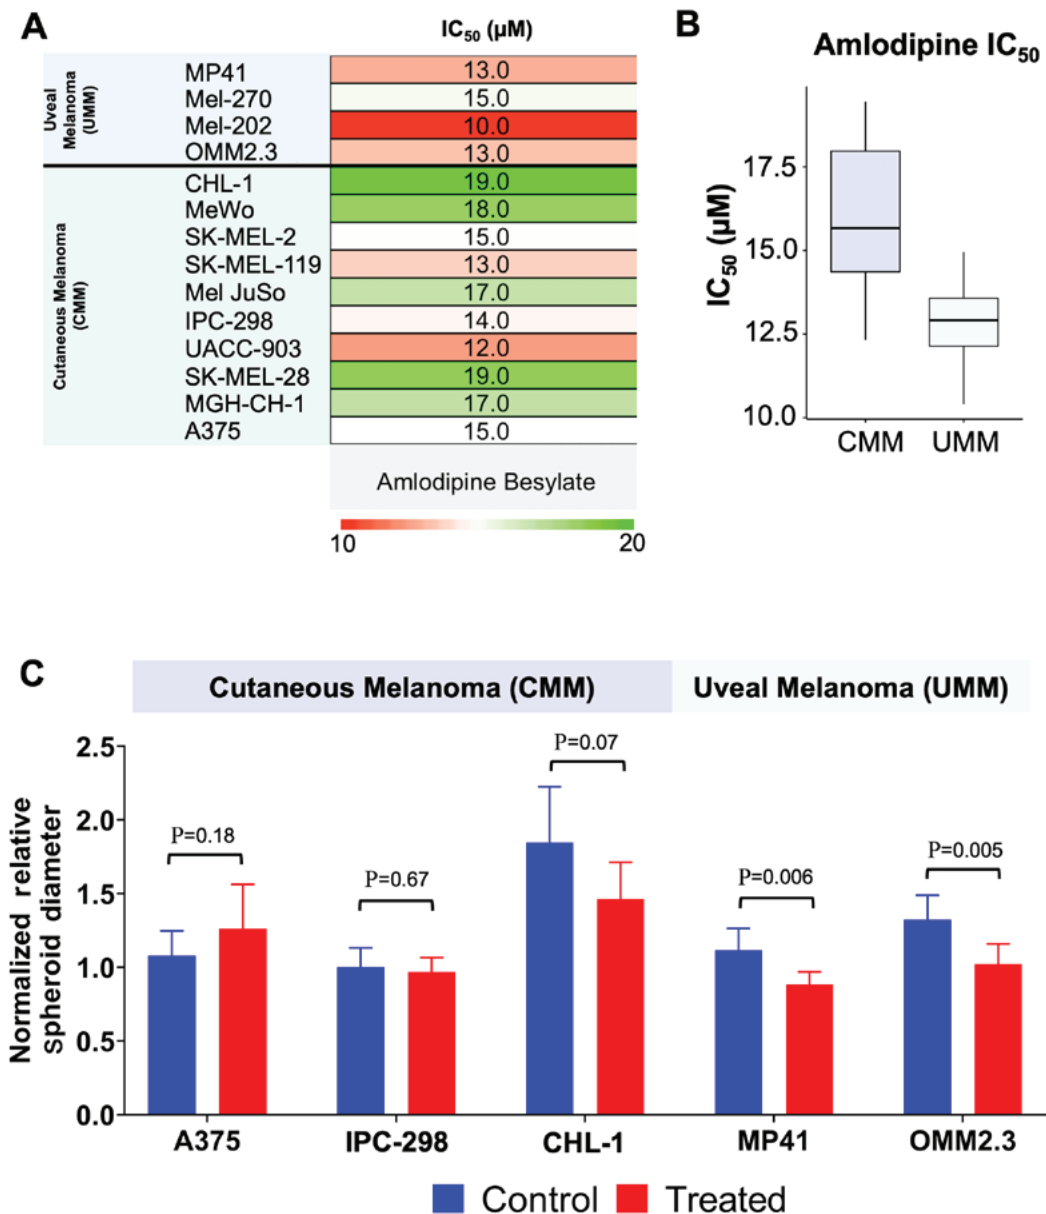 A
IC50 (µM)
Uveal
Melanoma
(UMM)
MP41 13.0
Mel-270 15.0
Mel-202 10.0
OMM2.3 13.0
Cutaneous Melanoma
(CMM)
CHL-1 19.0
MeWo 18.0
SK-MEL-2 15.0
SK-MEL-119 13.0
Mel JuSo 17.0
IPC-298 14.0
UACC-903 12.0
SK-MEL-28 19.0
MGH-CH-1 17.0
A375 15.0
Amlodipine Besylate
10 20
B
Amlodipine IC50
IC50 (µM)
17.5
15.0
12.5
10.0
CMM UMM
C
Cutaneous Melanoma (CMM) Uveal Melanoma (UMM)
Normalized relative
spheroid diameter
2.5
2.0
1.5
1.0
0.5
0.0
P=0.18
P=0.67
P=0.07
P=0.006
P=0.005
A375 IPC-298 CHL-1 MP41 OMM2.3
Control Treated